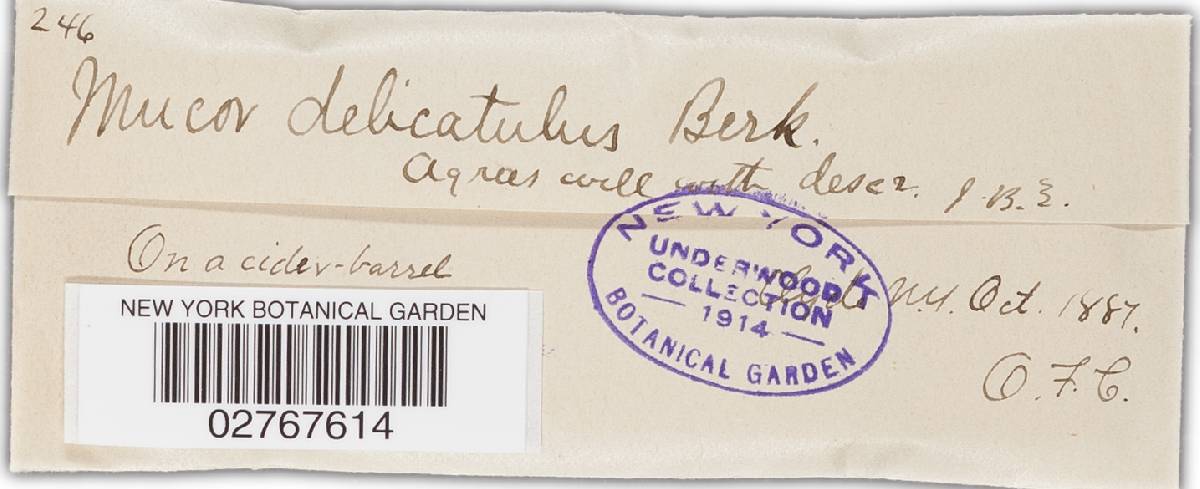 246
Mucor delicatulus Berk.
Agrees well with descr. J.B.E.
On a cider-barrel
N.Y. Oct. 1887.
O. F. C.
NEW YORK
UNDERWOOD
COLLECTION
1914
BOTANICAL GARDEN
NEW YORK BOTANICAL GARDEN
02767614